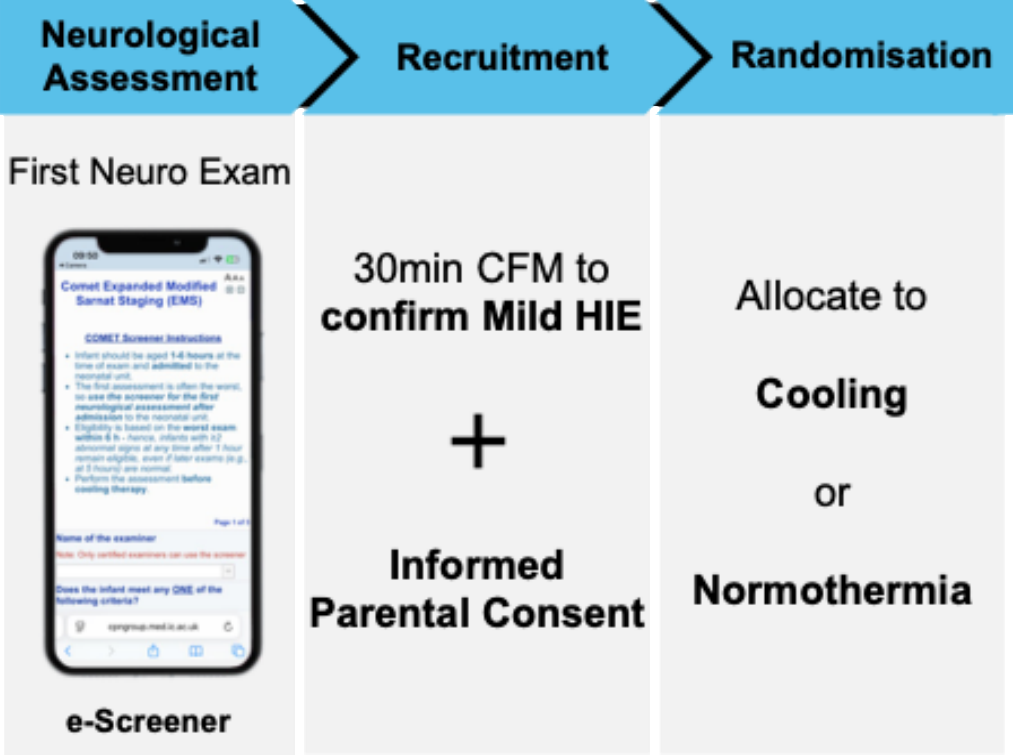 Neurological
Assessment
Recruitment
Randomisation
First Neuro Exam
09:50
Comet Expanded Modified
Sarnat Staging (EMS)
COMET Screener Instructions
Infant should be aged 1-6 hours at the
time of exam and admitted to the
neonatal unit.
The first assessment is often the worst,
so use the screener for the first
neurological assessment after
admission to the neonatal unit.
Eligibility is based on the worst exam
within 6 h - hence, infants with ≥2
abnormal signs at any time after 1 hour
remain eligible, even if later exams (e.g.,
at 5 hours) are normal.
Perform the assessment before
cooling therapy.
Page 1 of
Name of the examiner
Note: Only certified examiners can use the screener
Does the infant meet any ONE of the
following criteria?
cpngroup.med.ic.ac.uk
e-Screener
30min CFM to
confirm Mild HIE
+
Informed
Parental Consent
Allocate to
Cooling
or
Normothermia